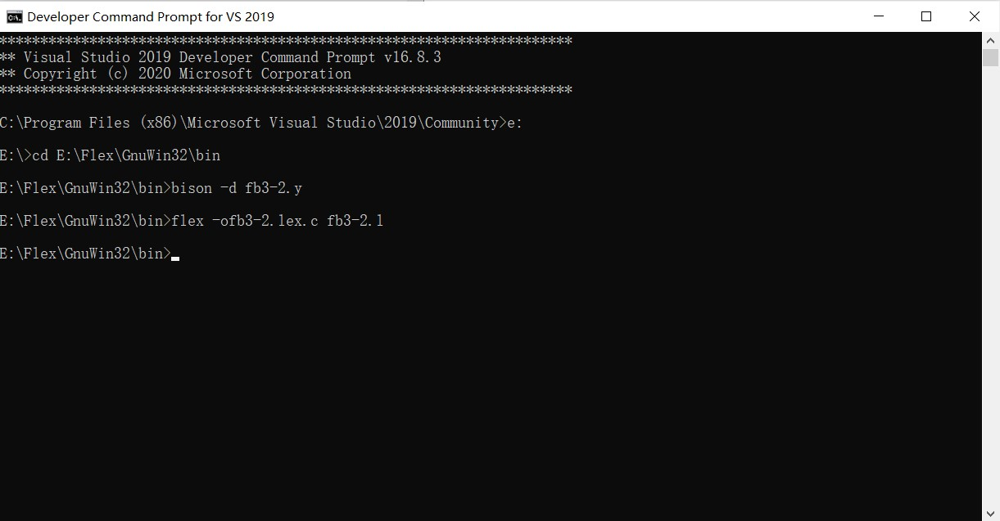 Developer Command Prompt for VS 2019
**********************************************************************
** Visual Studio 2019 Developer Command Prompt v16.8.3
** Copyright (c) 2020 Microsoft Corporation
**********************************************************************
C:\Program Files (x86)\Microsoft Visual Studio\2019\Community>e:
E:\>cd E:\Flex\GnuWin32\bin
E:\Flex\GnuWin32\bin>bison -d fb3-2.y
E:\Flex\GnuWin32\bin>flex -ofb3-2.lex.c fb3-2.l
E:\Flex\GnuWin32\bin>